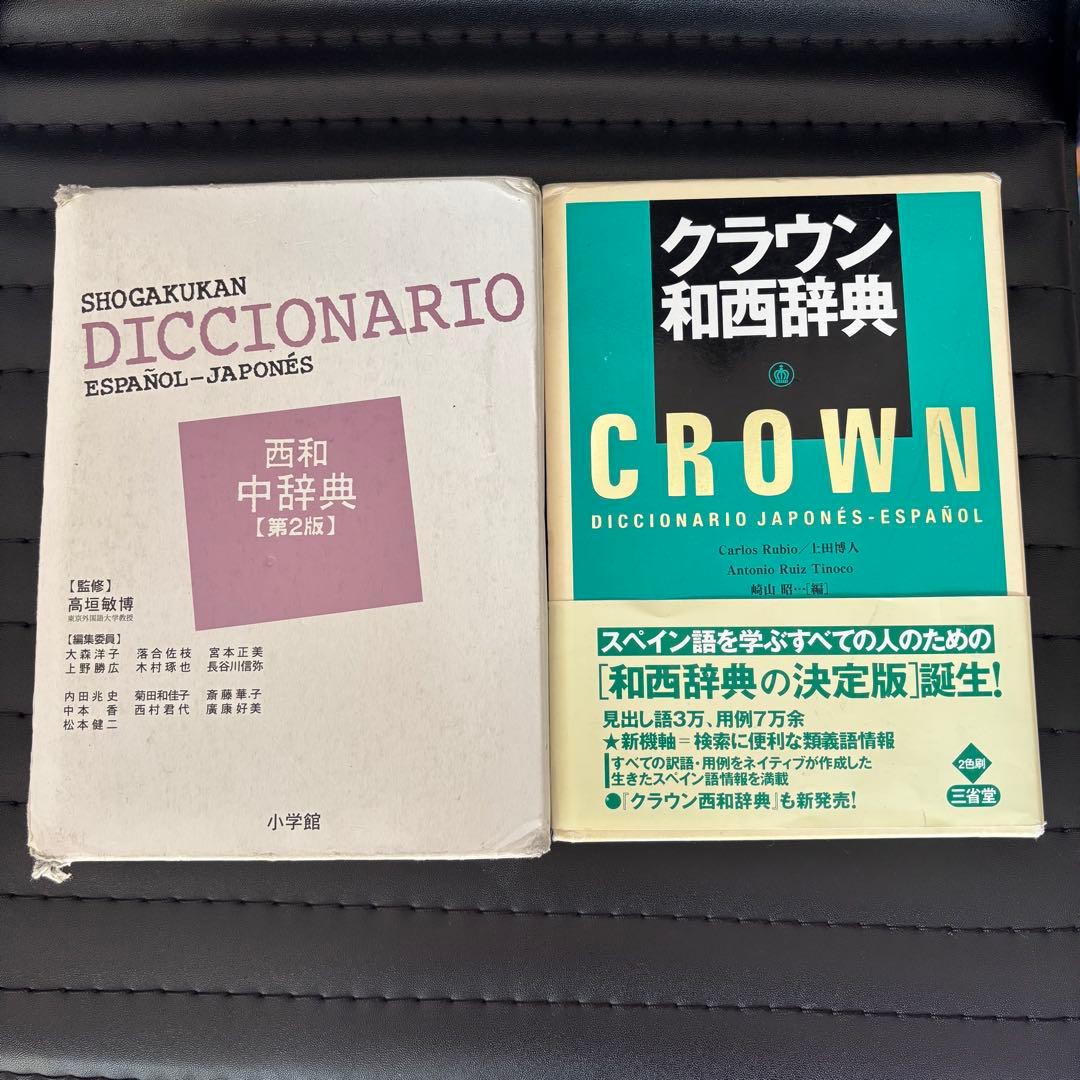 SHOGAKUKAN
DICCIONARIO
ESPAÑOL-JAPONÉS
西和
中辞典
【第2版】
【監修】
高垣敏博
東京外国語大学教授
【編集委員】
大森洋子 落合佐枝 宮本正美
上野勝広 木村琢也 長谷川信弥
内田兆史 菊田和佳子 斎藤華子
中本 香 西村君代 廣康好美
松本健二
小学館
クラウン
和西辞典
CROWN
DICCIONARIO JAPONÉS-ESPAÑOL
Carlos Rubio/上田博人
Antonio Ruiz Tinoco
崎山 昭…[編]
スペイン語を学ぶすべての人のための
[和西辞典の決定版]誕生!
見出し語3万、用例7万余
★新機軸=検索に便利な類義語情報
すべての訳語・用例をネイティブが作成した
生きたスペイン語情報を満載
●『クラウン西和辞典』も新発売!
2色刷
三省堂